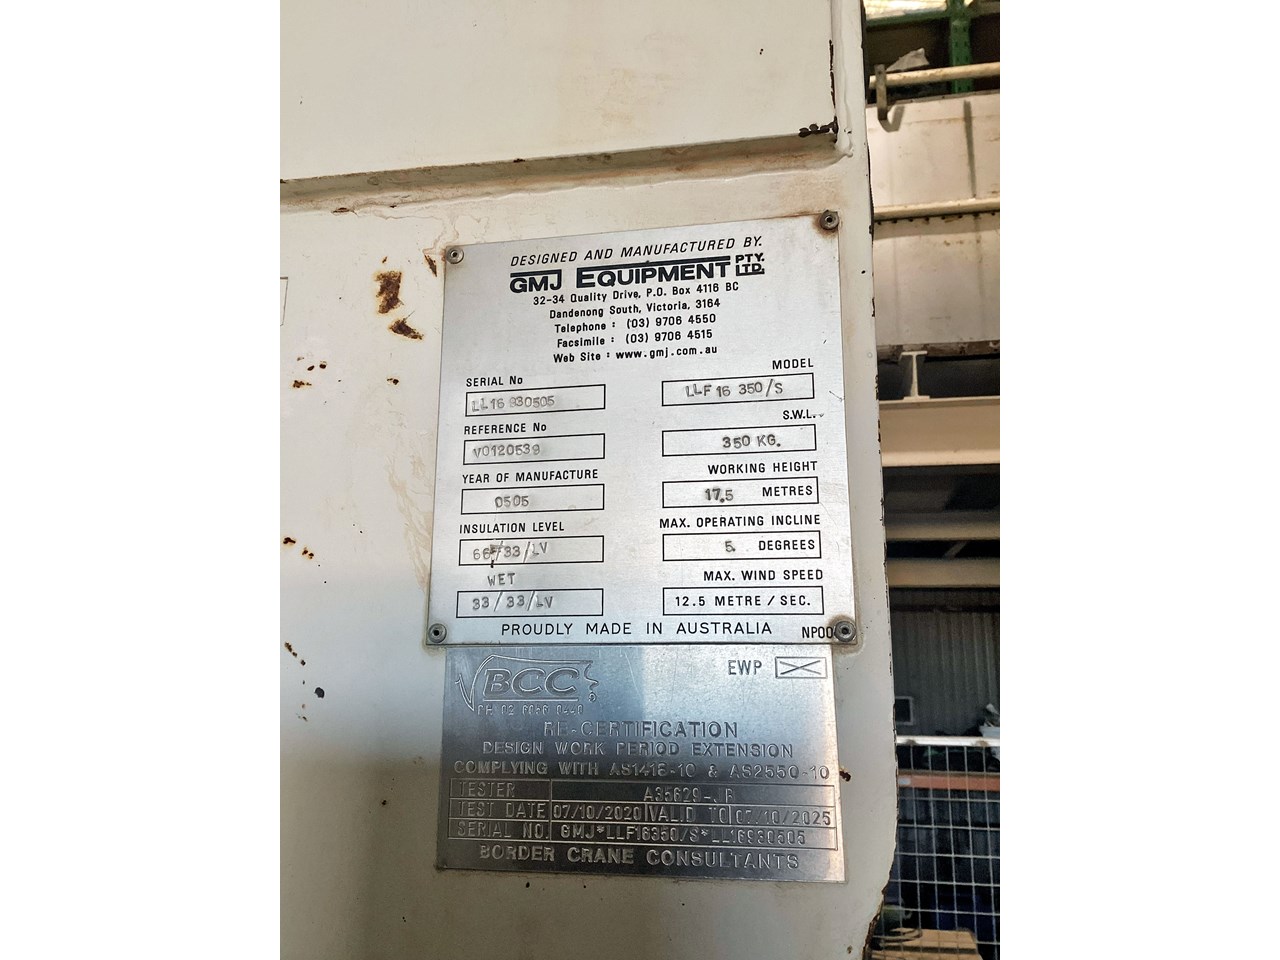 DESIGNED AND MANUFACTURED BY.
GMJ EQUIPMENT PTY. LTD.
32-34 Quality Drive, P.O. Box 4116 BC
Dandenong South, Victoria, 3164
Telephone : (03) 9706 4550
Facsimile : (03) 9706 4515
Web Site : www.gmj.com.au
SERIAL No
LL16 930505
MODEL
LLF 16 350/S
REFERENCE No
V0120539
S.W.L.
350 KG.
YEAR OF MANUFACTURE
0505
WORKING HEIGHT
17.5 METRES
INSULATION LEVEL
66/33/LV
MAX. OPERATING INCLINE
5. DEGREES
WET
33/33/LV
MAX. WIND SPEED
12.5 METRE / SEC.
PROUDLY MADE IN AUSTRALIA
BCC
EWP
RE-CERTIFICATION
DESIGN WORK PERIOD EXTENSION
COMPLYING WITH AS1418-10 & AS2550-10
TESTER
TEST DATE 07/10/2020 VALID TO 07/10/2025
SERIAL NO. GMJ*LLF16350/S*LL16930505
BORDER CRANE CONSULTANTS